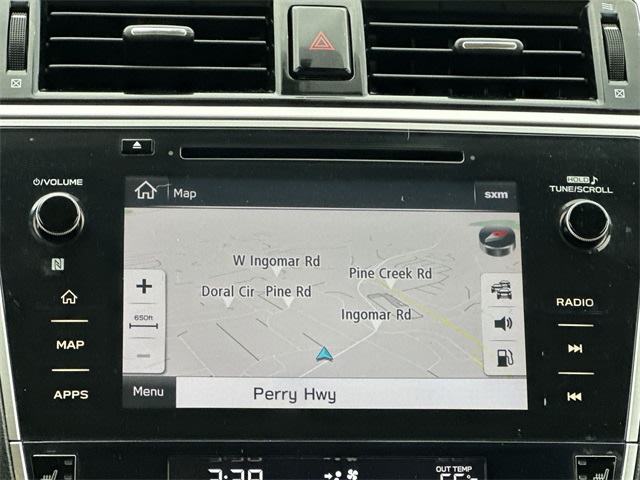 ⏻/VOLUME
HOLD ♪
TUNE/SCROLL
Map
sxm
W Ingomar Rd
Pine Creek Rd
Doral Cir Pine Rd
Ingomar Rd
+
650ft
−
MAP
APPS
RADIO
Menu
Perry Hwy
OUT TEMP